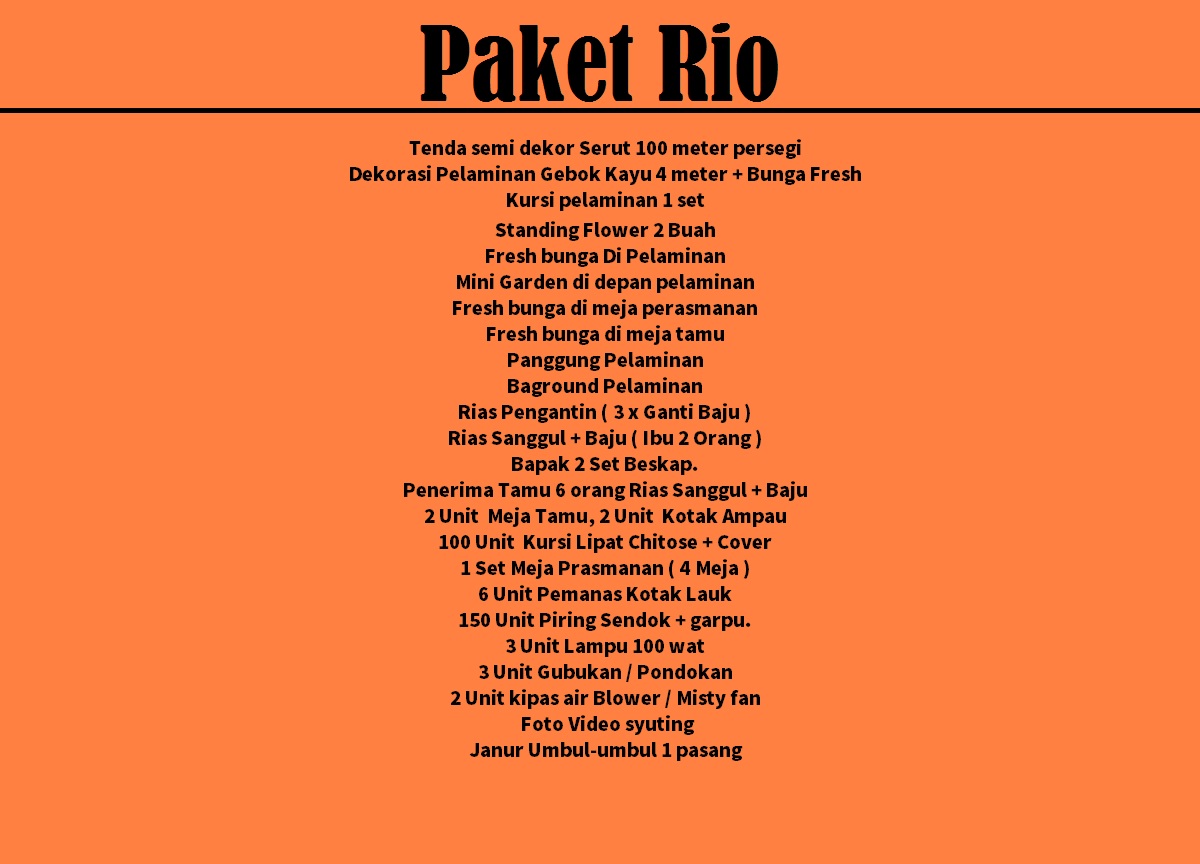 Paket Rio
Tenda semi dekor Serut 100 meter persegi
Dekorasi Pelaminan Gebok Kayu 4 meter + Bunga Fresh
Kursi pelaminan 1 set
Standing Flower 2 Buah
Fresh bunga Di Pelaminan
Mini Garden di depan pelaminan
Fresh bunga di meja perasmanan
Fresh bunga di meja tamu
Panggung Pelaminan
Baground Pelaminan
Rias Pengantin ( 3 x Ganti Baju )
Rias Sanggul + Baju ( Ibu 2 Orang )
Bapak 2 Set Beskap.
Penerima Tamu 6 orang Rias Sanggul + Baju
2 Unit  Meja Tamu, 2 Unit  Kotak Ampau
100 Unit  Kursi Lipat Chitose + Cover
1 Set Meja Prasmanan ( 4 Meja )
6 Unit Pemanas Kotak Lauk
150 Unit Piring Sendok + garpu.
3 Unit Lampu 100 wat
3 Unit Gubukan / Pondokan
2 Unit kipas air Blower / Misty fan
Foto Video syuting
Janur Umbul-umbul 1 pasang